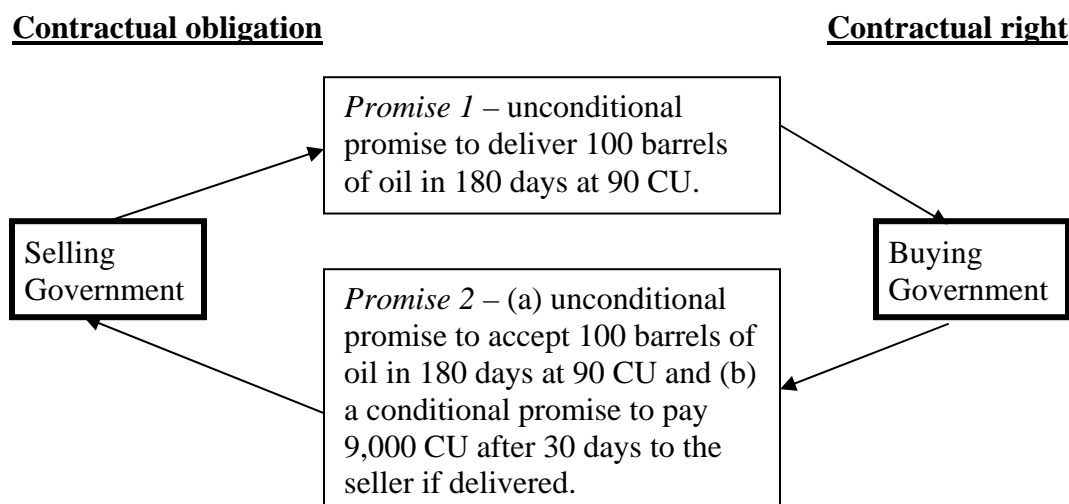 Contractual obligation
Contractual right
Promise 1 – unconditional
promise to deliver 100 barrels
of oil in 180 days at 90 CU.
Selling
Government
Buying
Government
Promise 2 – (a) unconditional
promise to accept 100 barrels of
oil in 180 days at 90 CU and (b)
a conditional promise to pay
9,000 CU after 30 days to the
seller if delivered.